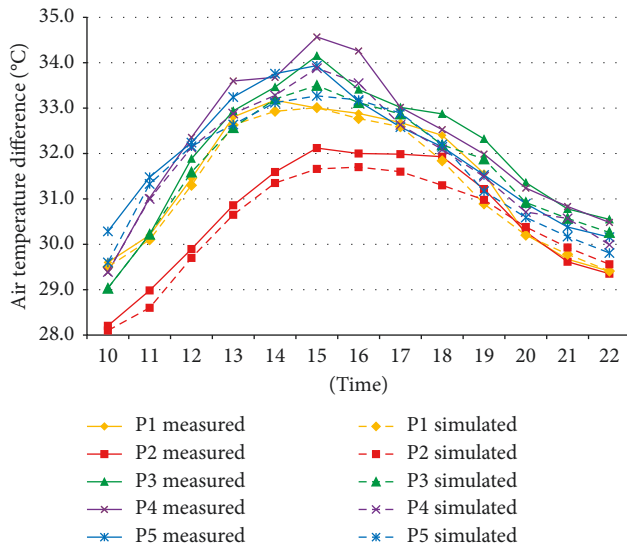 Air temperature difference (°C)
35.0
34.0
33.0
32.0
31.0
30.0
29.0
28.0
10 11 12 13 14 15 16 17 18 19 20 21 22
(Time)
P1 measured P1 simulated
P2 measured P2 simulated
P3 measured P3 simulated
P4 measured P4 simulated
P5 measured P5 simulated